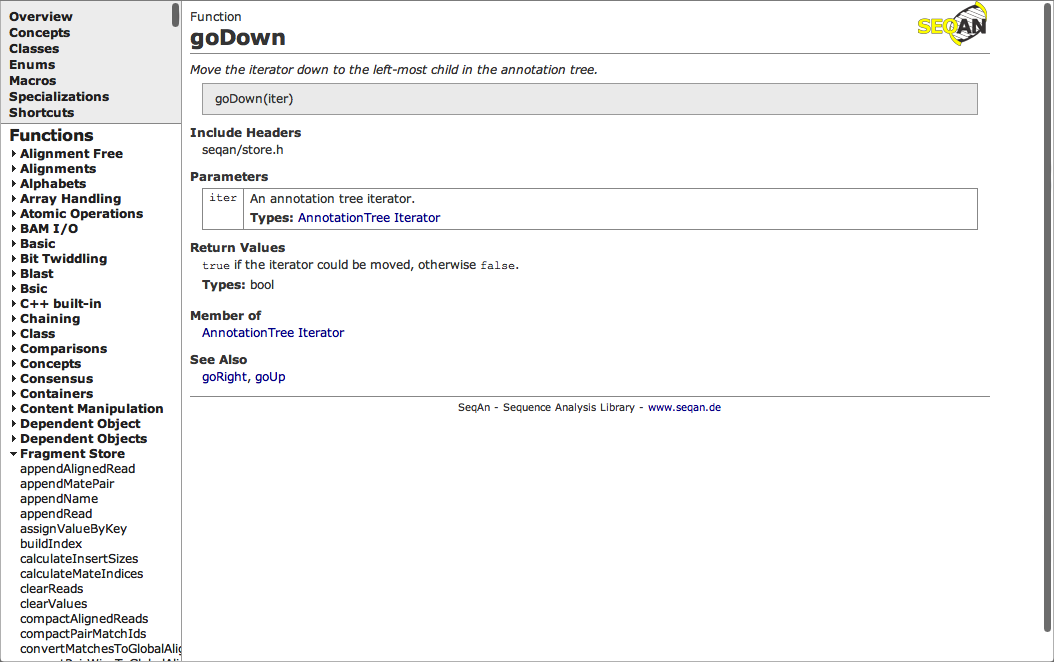 Overview
Concepts
Classes
Enums
Macros
Specializations
Shortcuts
Functions
Alignment Free
Alignments
Alphabets
Array Handling
Atomic Operations
BAM I/O
Basic
Bit Twiddling
Blast
Bsic
C++ built-in
Chaining
Class
Comparisons
Concepts
Consensus
Containers
Content Manipulation
Dependent Object
Dependent Objects
Fragment Store
appendAlignedRead
appendMatePair
appendName
appendRead
assignValueByKey
buildIndex
calculateInsertSizes
calculateMateIndices
clearReads
clearValues
compactAlignedReads
compactPairMatchIds
convertMatchesToGlobalAlig
Function
SEQAN
goDown
Move the iterator down to the left-most child in the annotation tree.
goDown(iter)
Include Headers
seqan/store.h
Parameters
iter An annotation tree iterator.
Types: AnnotationTree Iterator
Return Values
true if the iterator could be moved, otherwise false.
Types: bool
Member of
AnnotationTree Iterator
See Also
goRight, goUp
SeqAn - Sequence Analysis Library - www.seqan.de